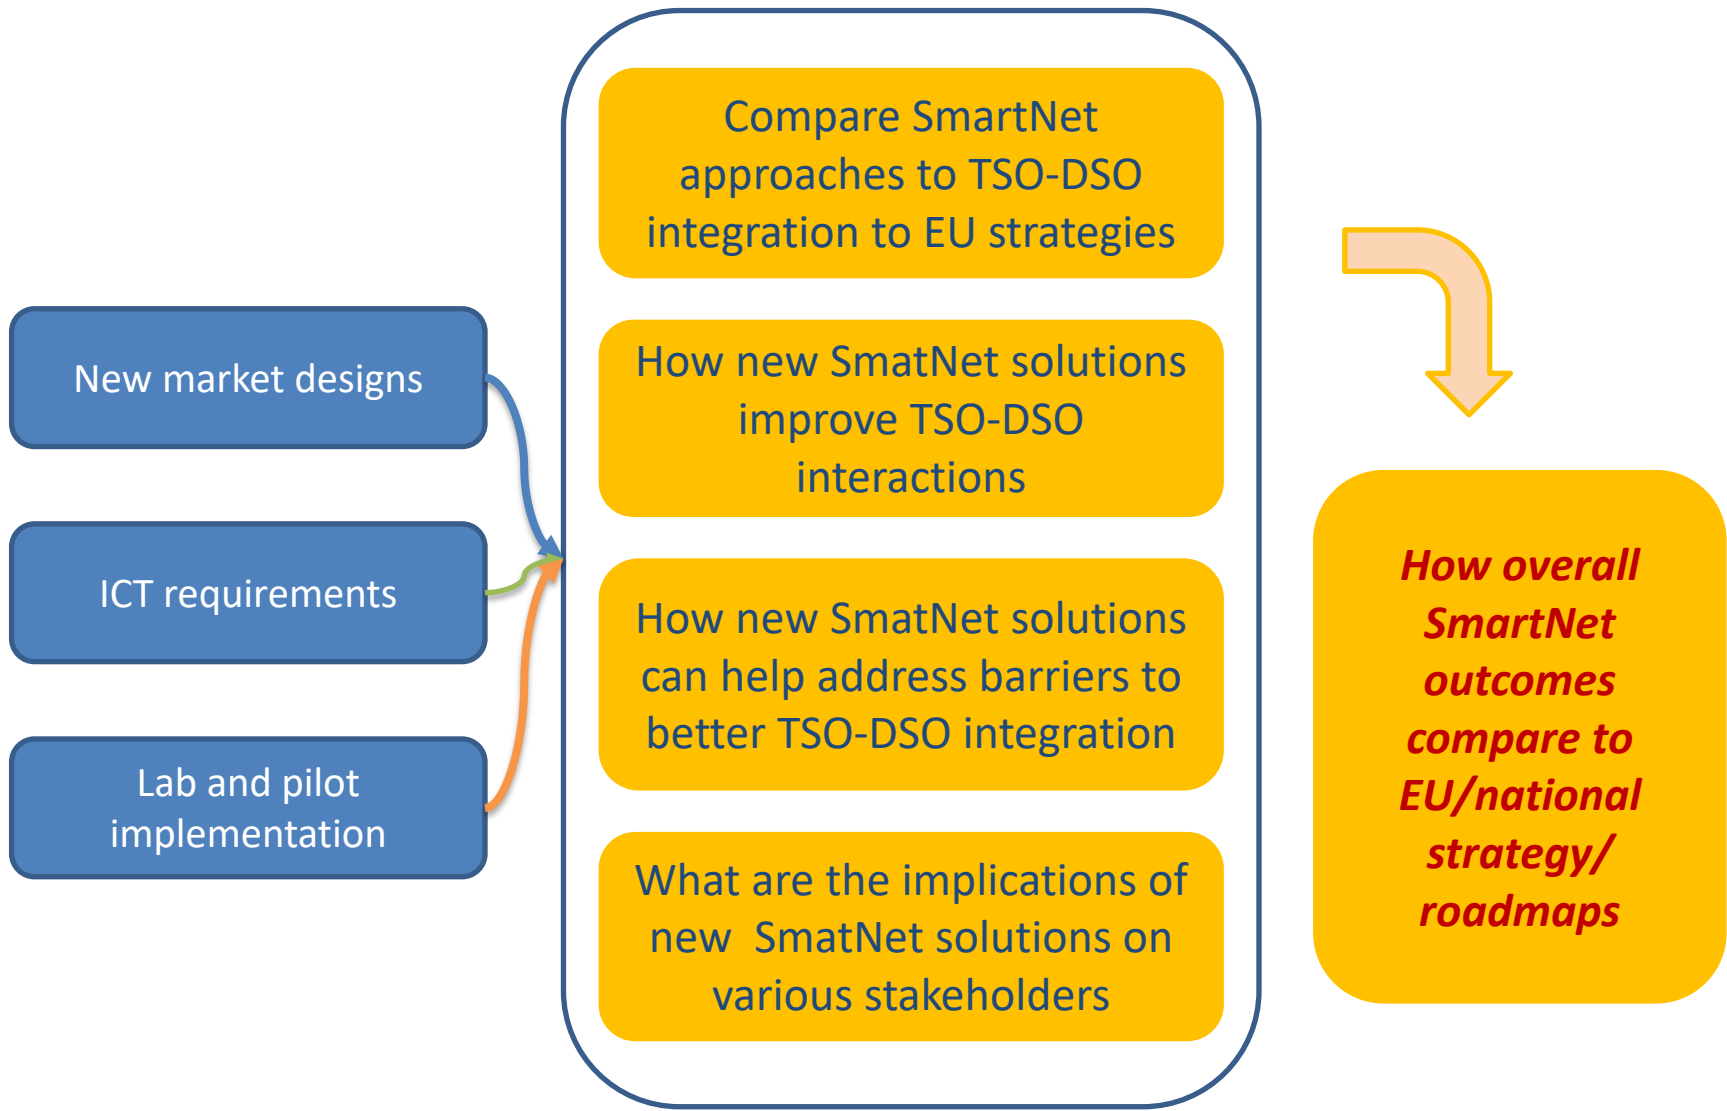 New market designs
ICT requirements
Lab and pilot
implementation
Compare SmartNet
approaches to TSO-DSO
integration to EU strategies
How new SmatNet solutions
improve TSO-DSO
interactions
How new SmatNet solutions
can help address barriers to
better TSO-DSO integration
What are the implications of
new  SmatNet solutions on
various stakeholders
How overall
SmartNet
outcomes
compare to
EU/national
strategy/
roadmaps